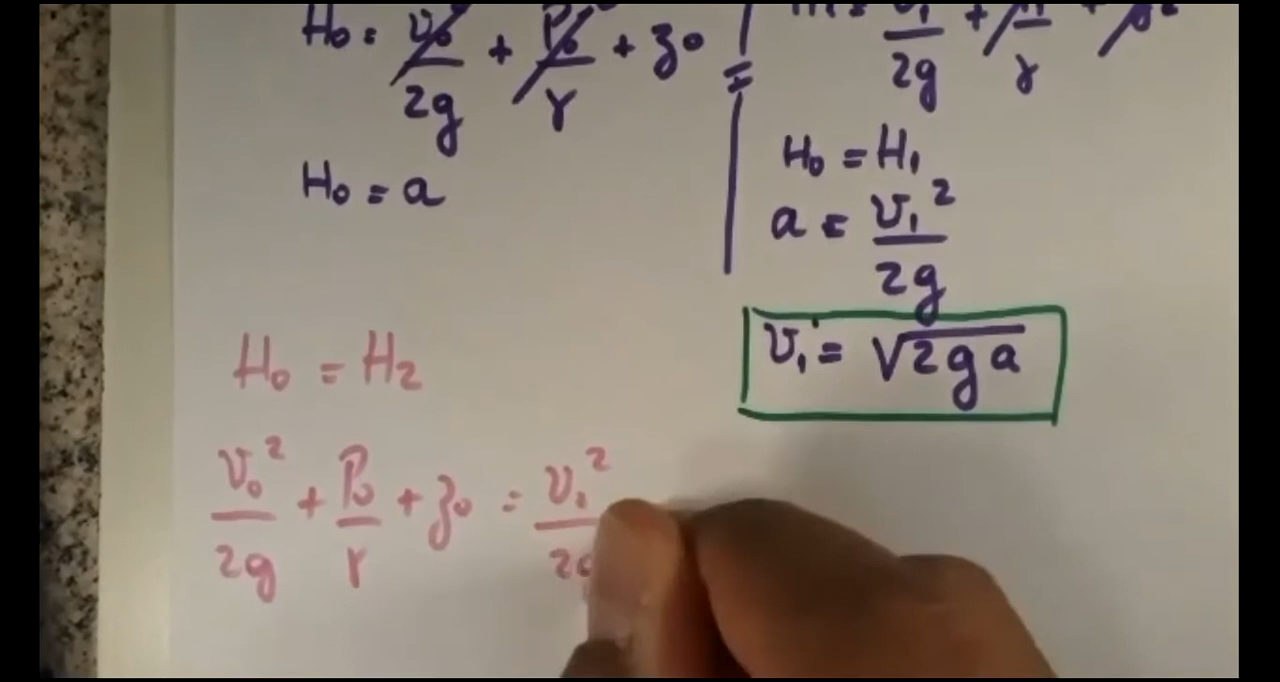 H₀ = v₀²/2g + P₀/γ + z₀
2g + γ
H₀ = H₁
H₀ = a
a = v₁²/2g
v₁ = √2ga
H₀ = H₂
v₀²/2g + P₀/γ + z₀ = v₁²/2g